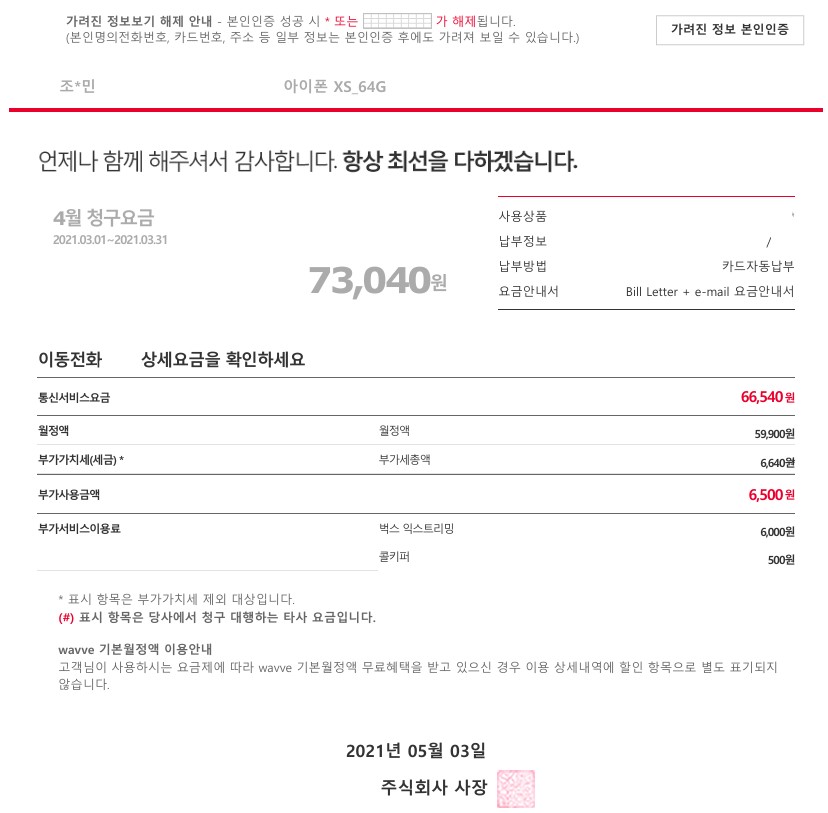 가려진 정보보기 해제 안내 - 본인인증 성공 시 * 또는 가 해제됩니다.
(본인명의전화번호, 카드번호, 주소 등 일부 정보는 본인인증 후에도 가려져 보일 수 있습니다.)
가려진 정보 본인인증
조*민 아이폰 XS_64G
언제나 함께 해주셔서 감사합니다. 항상 최선을 다하겠습니다.
4월 청구요금
2021.03.01~2021.03.31
73,040원
사용상품
납부정보 /
납부방법 카드자동납부
요금안내서 Bill Letter + e-mail 요금안내서
이동전화 상세요금을 확인하세요
통신서비스요금 66,540 원
월정액 월정액 59,900원
부가가치세(세금) * 부가세총액 6,640원
부가사용금액 6,500 원
부가서비스이용료 벅스 익스트리밍 6,000원
콜키퍼 500원
* 표시 항목은 부가가치세 제외 대상입니다.
(#) 표시 항목은 당사에서 청구 대행하는 타사 요금입니다.
wavve 기본월정액 이용안내
고객님이 사용하시는 요금제에 따라 wavve 기본월정액 무료혜택을 받고 있으신 경우 이용 상세내역에 할인 항목으로 별도 표기되지
않습니다.
2021년 05월 03일
주식회사 사장